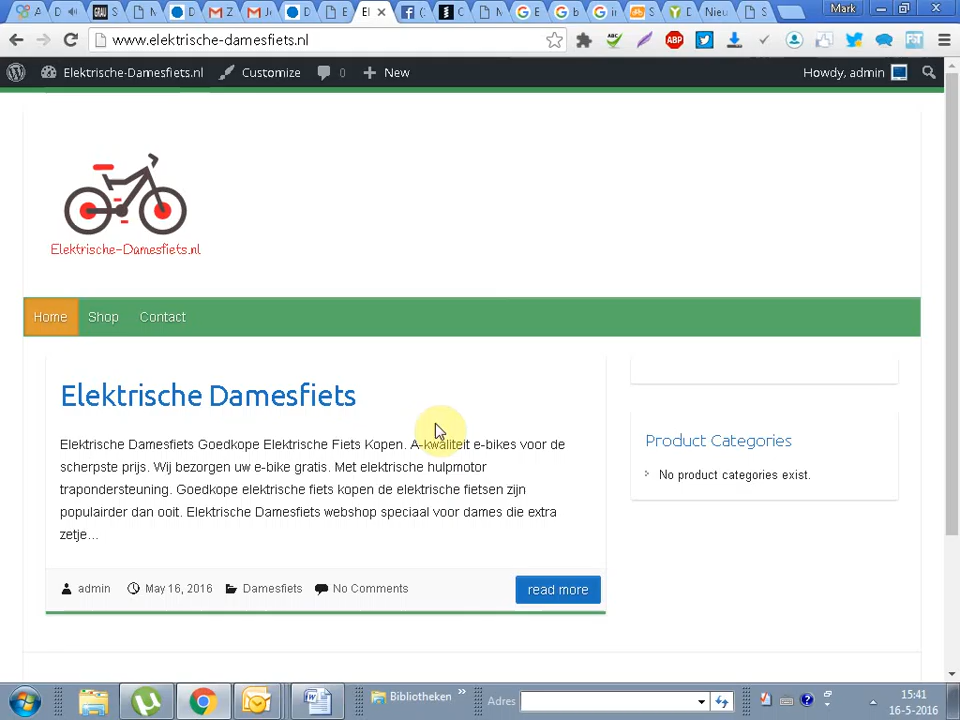 A
D
GRAU S
M
D
Z
J
D
E
El
(
C
M
E
b
i
S
D
Nieu
S
Mark
www.elektrische-damesfiets.nl
ABP
Elektrische-Damesfiets.nl
Customize
0
New
Howdy, admin
Elektrische-Damesfiets.nl
Home
Shop
Contact
Elektrische Damesfiets
Elektrische Damesfiets Goedkope Elektrische Fiets Kopen. A-kwaliteit e-bikes voor de
scherpste prijs. Wij bezorgen uw e-bike gratis. Met elektrische hulpmotor
trapondersteuning. Goedkope elektrische fiets kopen de elektrische fietsen zijn
populairder dan ooit. Elektrische Damesfiets webshop speciaal voor dames die extra
zetje...
admin
May 16, 2016
Damesfiets
No Comments
read more
Product Categories
No product categories exist.
Bibliotheken
Adres
15:41
16-5-2016